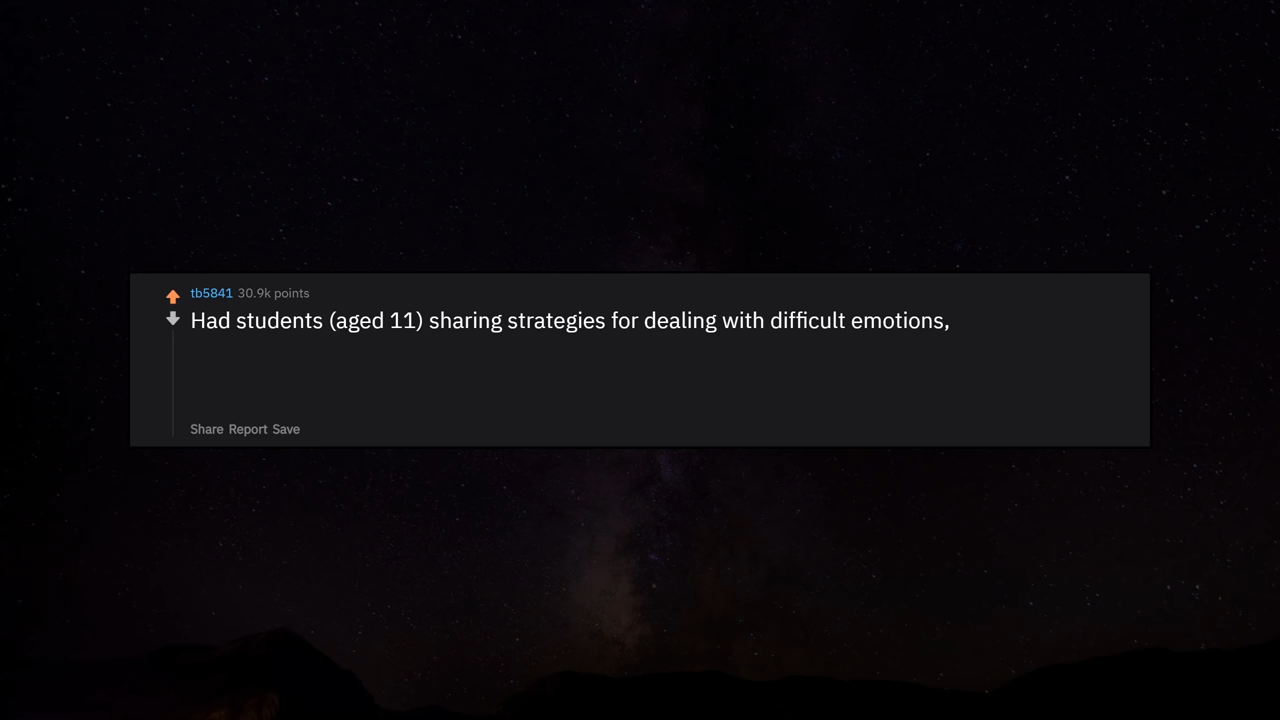 tb5841 30.9k points
Had students (aged 11) sharing strategies for dealing with difficult emotions,
Share Report Save